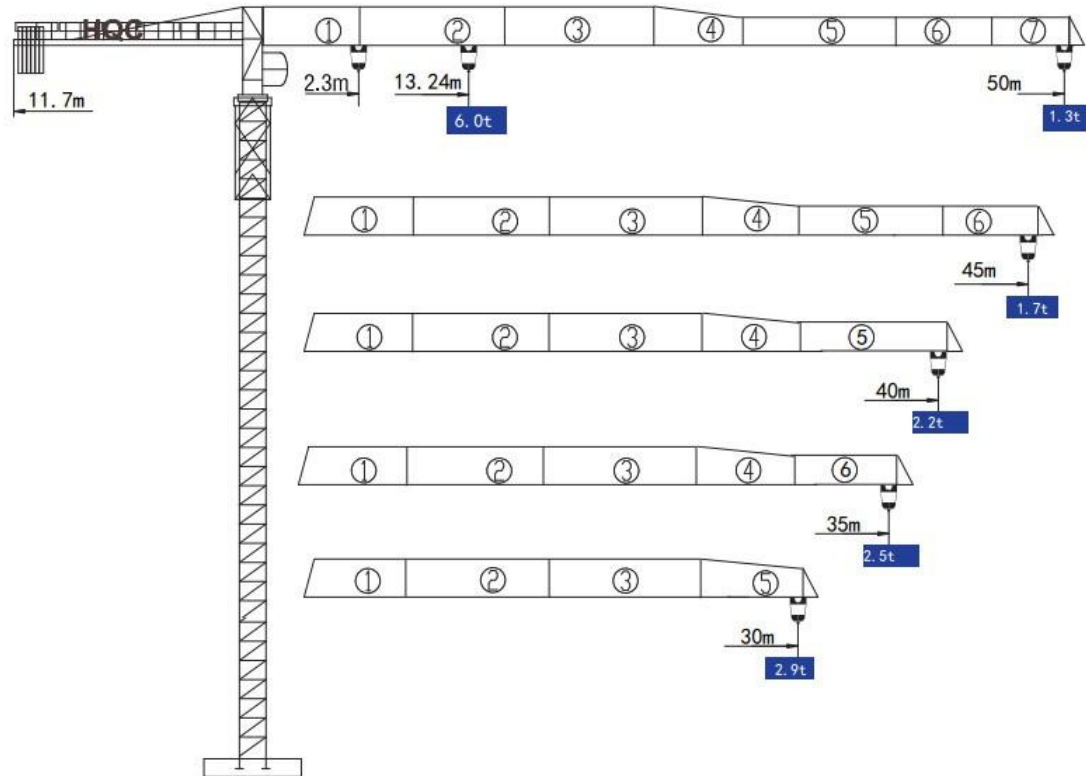 HQC
① ② ③ ④ ⑤ ⑥ ⑦
11.7m 2.3m 13.24m 50m
6.0t 1.3t
① ② ③ ④ ⑤ ⑥
45m
1.7t
① ② ③ ④ ⑤
40m
2.2t
① ② ③ ④ ⑥
35m
2.5t
① ② ③ ⑤
30m
2.9t